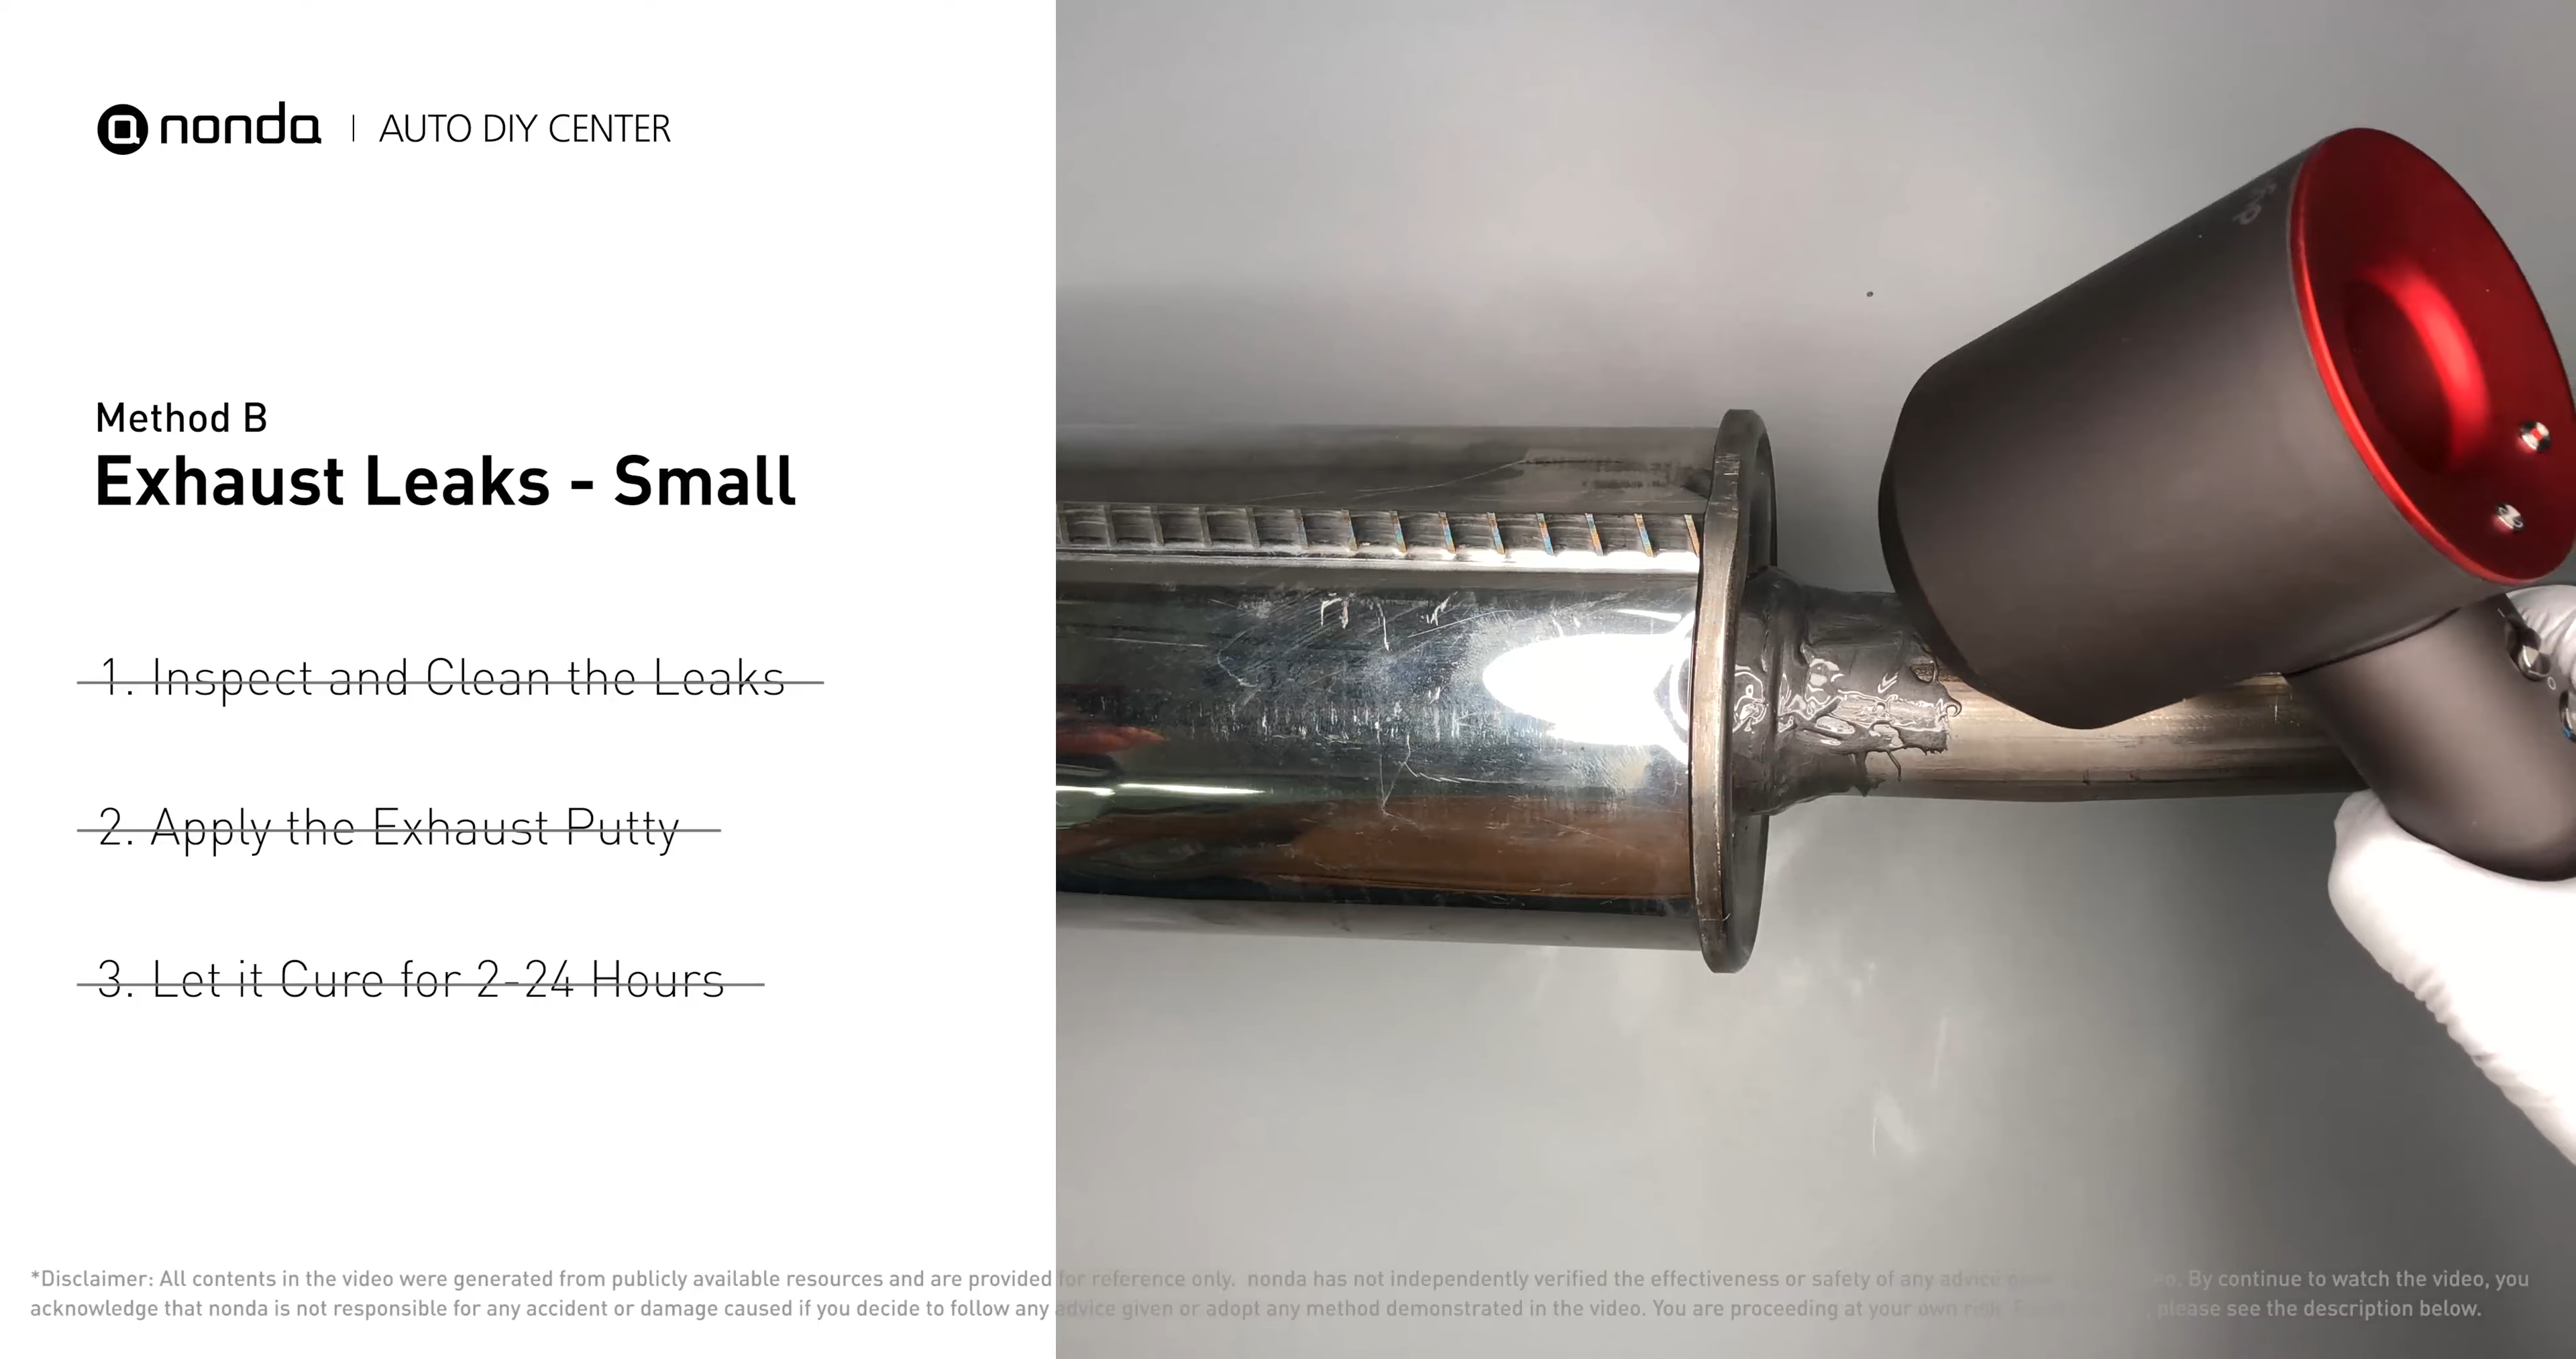 nonda | AUTO DIY CENTER
Method B
Exhaust Leaks - Small
1. Inspect and Clean the Leaks
2. Apply the Exhaust Putty
3. Let it Cure for 2-24 Hours
*Disclaimer: All contents in the video were generated from publicly available resources and are provided for reference only. nonda has not independently verified the effectiveness or safety of any advice By continue to watch the video, you
acknowledge that nonda is not responsible for any accident or damage caused if you decide to follow any advice given or adopt any method demonstrated in the video. You are proceeding at your own risk please see the description below.